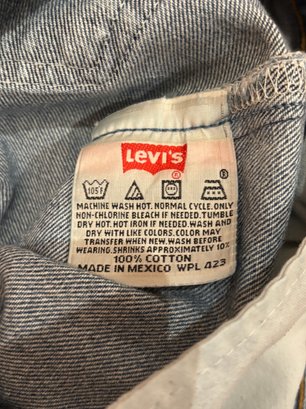 Levi's
®
105F
MACHINE WASH HOT. NORMAL CYCLE. ONLY
NON-CHLORINE BLEACH IF NEEDED. TUMBLE
DRY HOT. HOT IRON IF NEEDED. WASH AND
DRY WITH LIKE COLORS. COLOR MAY
TRANSFER WHEN NEW. WASH BEFORE
WEARING. SHRINKS APPROXIMATELY 10%
100% COTTON
MADE IN MEXICO WPL 423